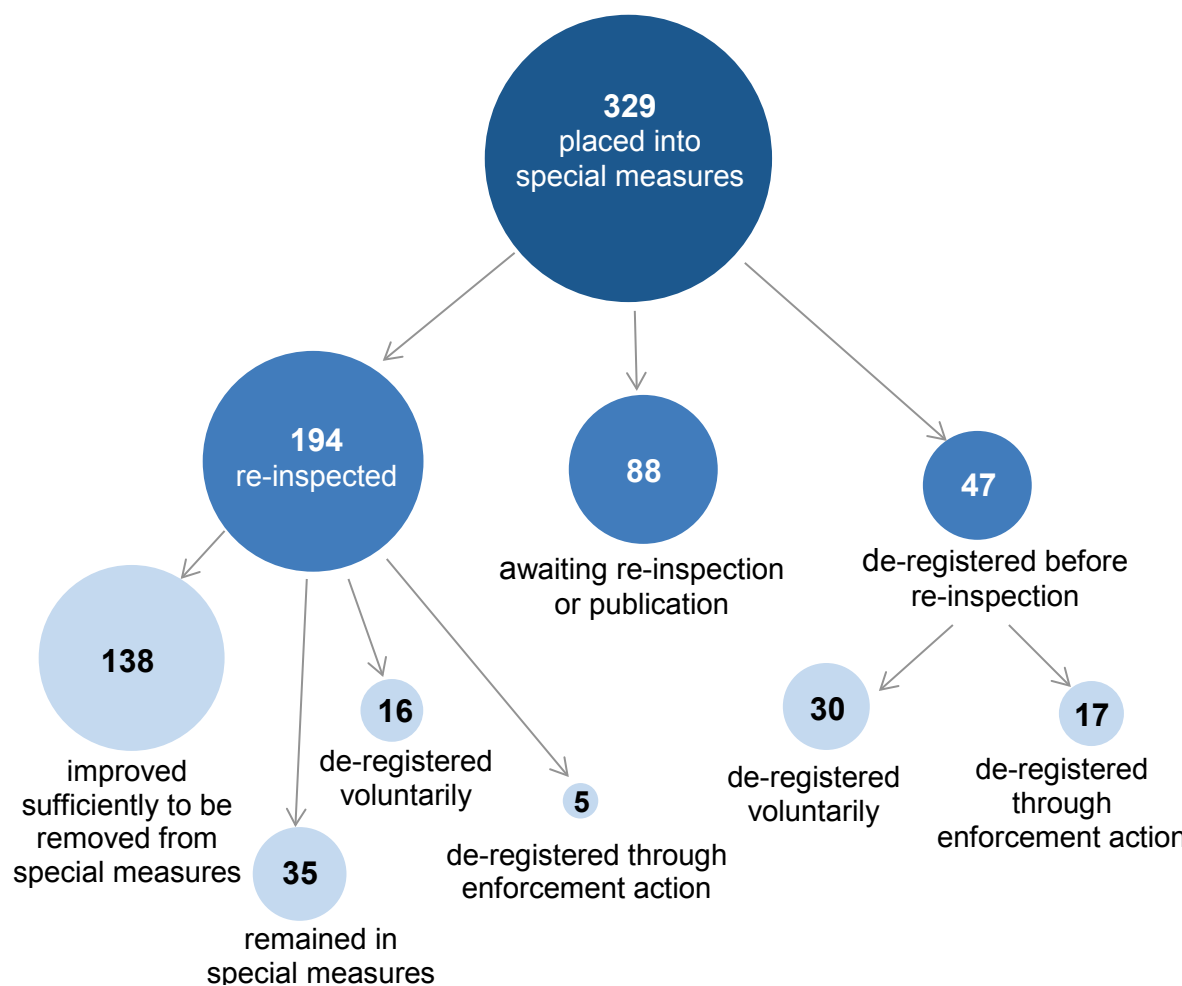 329
placed into
special measures
194
re-inspected
88
awaiting re-inspection
or publication
47
de-registered before
re-inspection
138
improved
sufficiently to be
removed from
special measures
35
remained in
special measures
16
de-registered
voluntarily
5
de-registered through
enforcement action
30
de-registered
voluntarily
17
de-registered
through
enforcement action